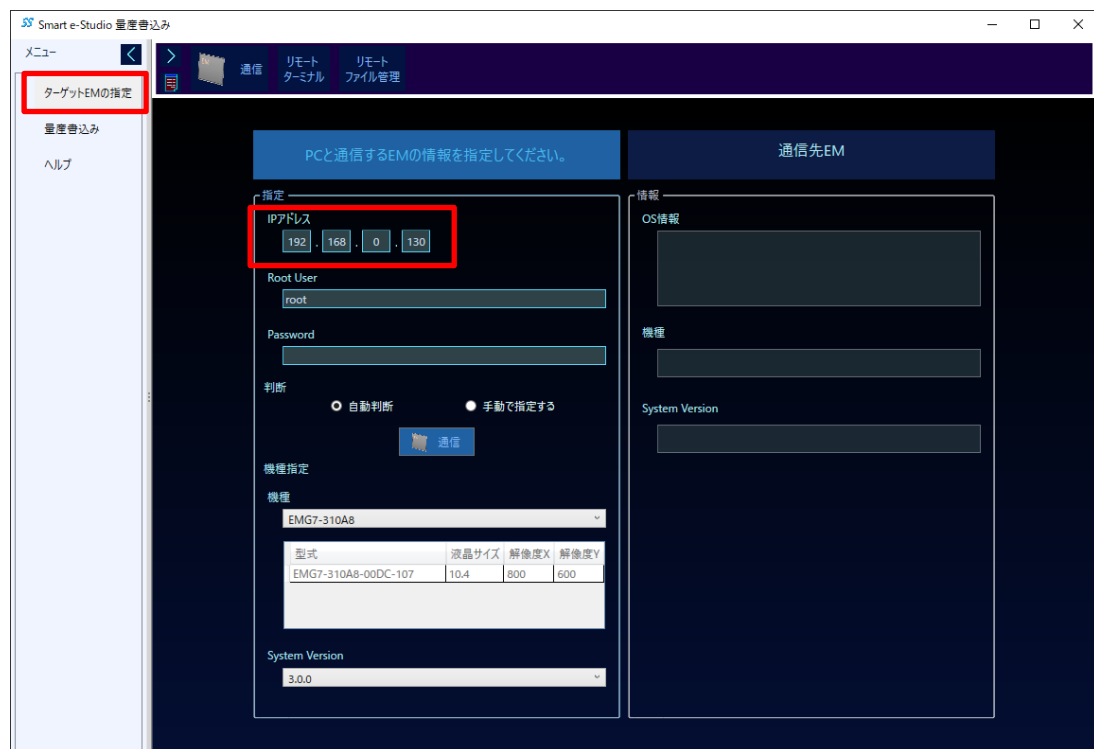 SS Smart e-Studio 量産書込み
メニュー
ターゲットEMの指定
量産書込み
ヘルプ
通信
リモート
ターミナル
リモート
ファイル管理
PCと通信するEMの情報を指定してください。
通信先EM
指定
IPアドレス
192 . 168 . 0 . 130
Root User
root
Password
判断
自動判断 手動で指定する
通信
機種指定
機種
EMG7-310A8
型式 液晶サイズ 解像度X 解像度Y
EMG7-310A8-00DC-107 10.4 800 600
System Version
3.0.0
情報
OS情報
機種
System Version